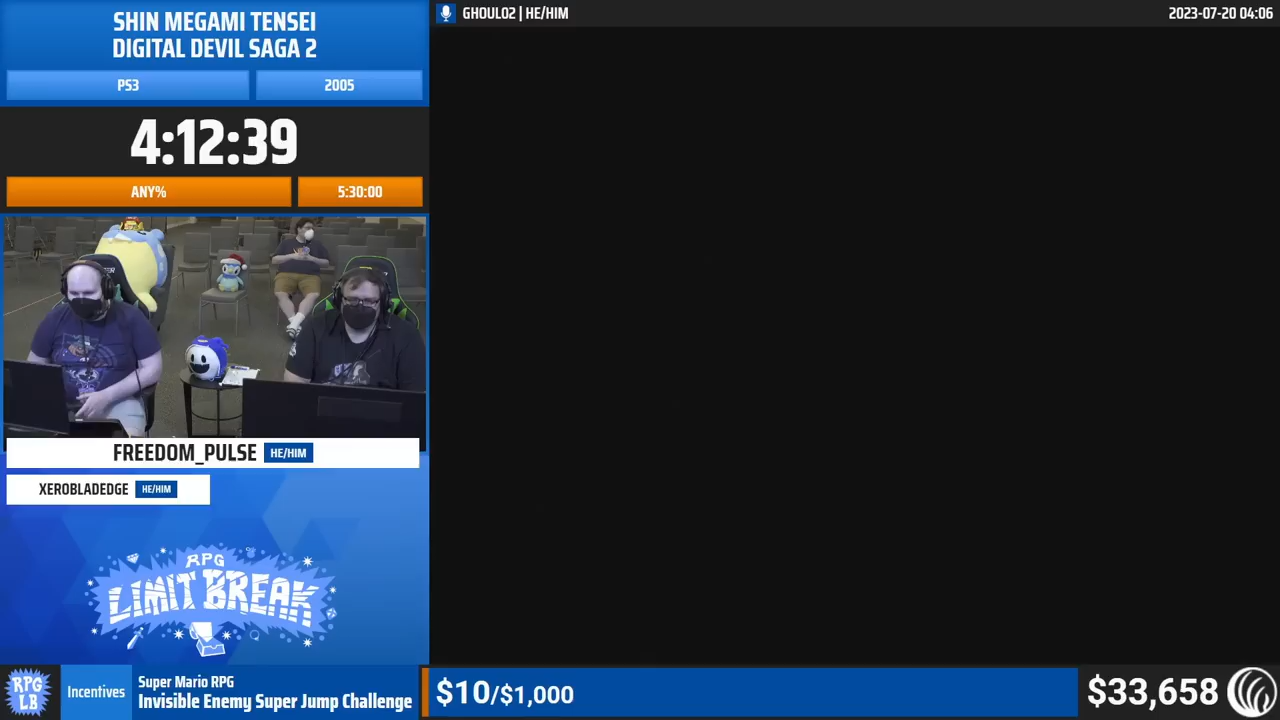 SHIN MEGAMI TENSEI
DIGITAL DEVIL SAGA 2
PS3
2005
4:12:39
ANY%
5:30:00
FREEDOM_PULSE HE/HIM
XEROBLADEDGE HE/HIM
RPG
LIMIT BREAK
GHOUL02 | HE/HIM
2023-07-20 04:06
RPG
LB
Incentives
Super Mario RPG
Invisible Enemy Super Jump Challenge
$10/$1,000
$33,658